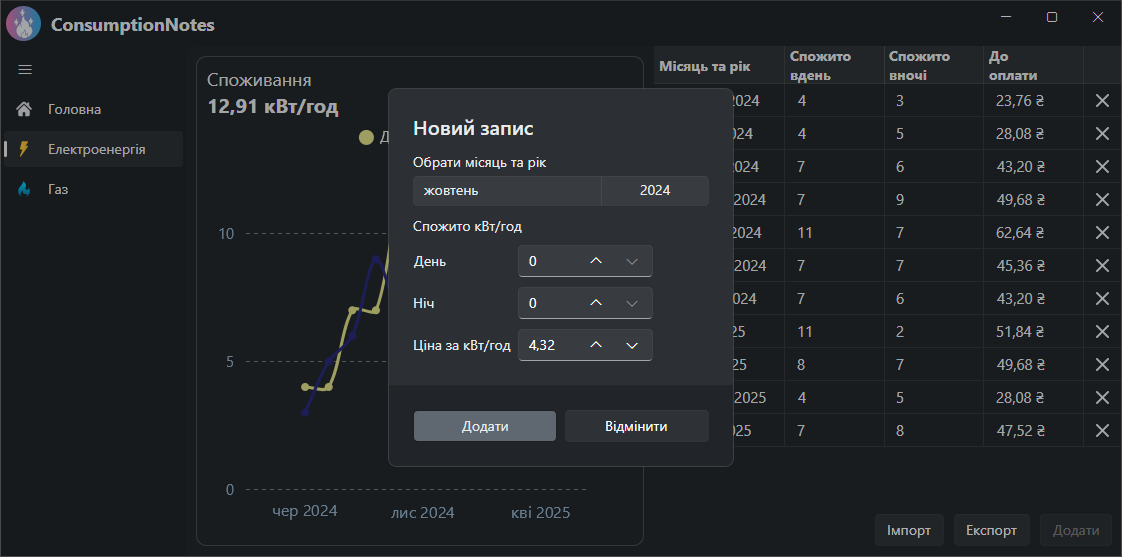 ConsumptionNotes
Головна
Електроенергія
Газ
Споживання
12,91 кВт/год
10
5
0
чер 2024
лис 2024
кві 2025
Місяць та рік
Спожито
вдень
Спожито
вночі
До
оплати
2024 4 3 23,76 ₴
4 5 28,08 ₴
7 6 43,20 ₴
2024 7 9 49,68 ₴
2024 11 7 62,64 ₴
2024 7 7 45,36 ₴
2024 7 6 43,20 ₴
11 2 51,84 ₴
8 7 49,68 ₴
2025 4 5 28,08 ₴
7 8 47,52 ₴
Новий запис
Обрати місяць та рік
жовтень 2024
Спожито кВт/год
День 0
Ніч 0
Ціна за кВт/год 4,32
Додати Відмінити
Імпорт Експорт Додати